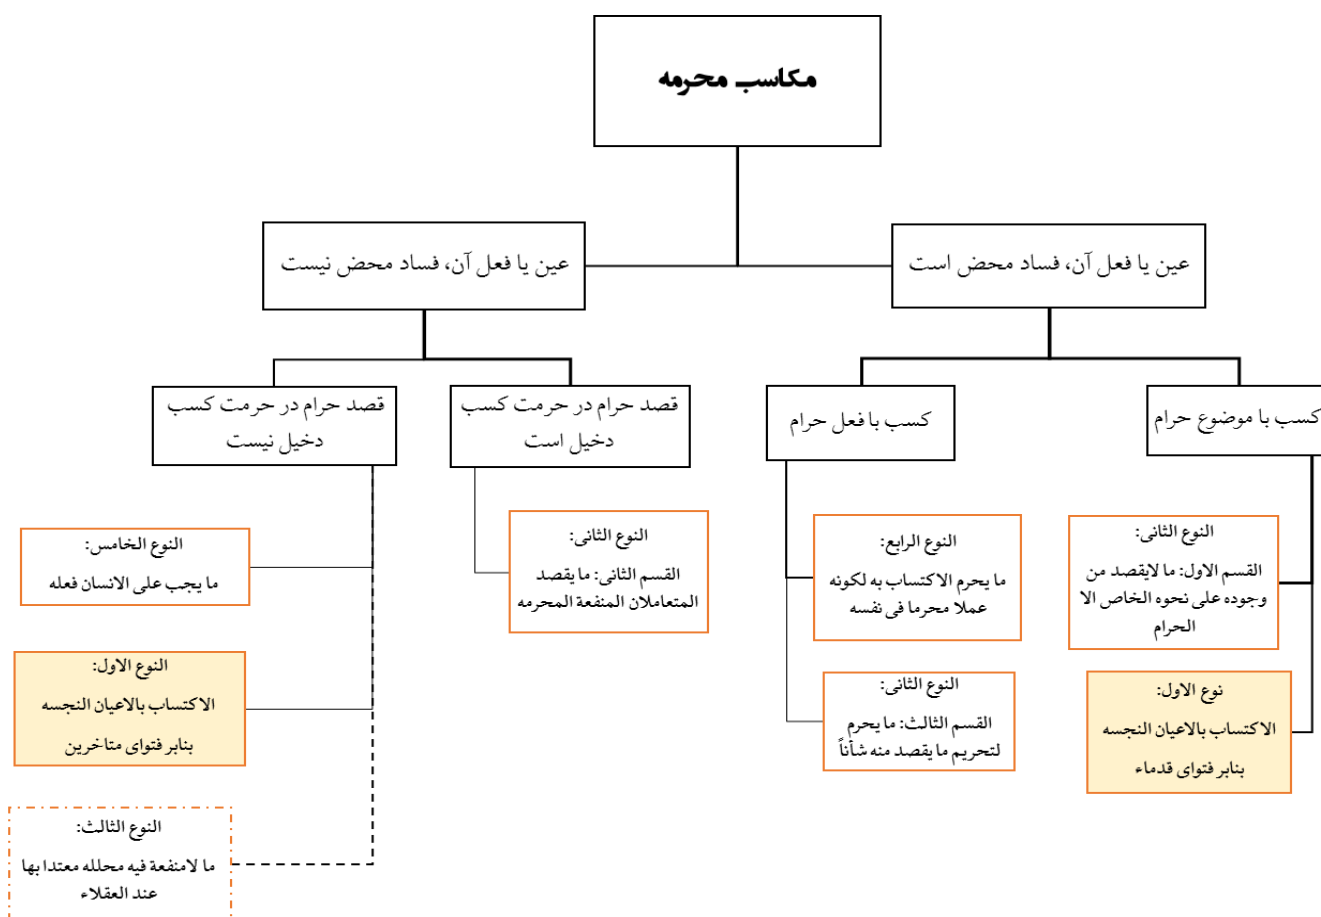 مکاسب محرمه
عین یا فعل آن، فساد محض است
عین یا فعل آن، فساد محض نیست
کسب با موضوع حرام
کسب با فعل حرام
قصد حرام در حرمت کسب
دخیل است
قصد حرام در حرمت کسب
دخیل نیست
النوع الثانی:
القسم الاول: ما لایقصد من
وجوده علی نحوه الخاص الا
الحرام
نوع الاول:
الاکتساب بالاعیان النجسه
بنابر فتوای قدماء
النوع الرابع:
ما یحرم الاکتساب به لکونه
عملا محرما فی نفسه
النوع الثانی:
القسم الثالث: ما یحرم
لتحریم ما یقصد منه شأناً
النوع الثانی:
القسم الثانی: ما یقصد
المتعاملان المنفعة المحرمه
النوع الخامس:
ما یجب علی الانسان فعله
النوع الاول:
الاکتساب بالاعیان النجسه
بنابر فتوای متاخرین
النوع الثالث:
ما لامنفعة فیه محلله معتدا بها
عند العقلاء